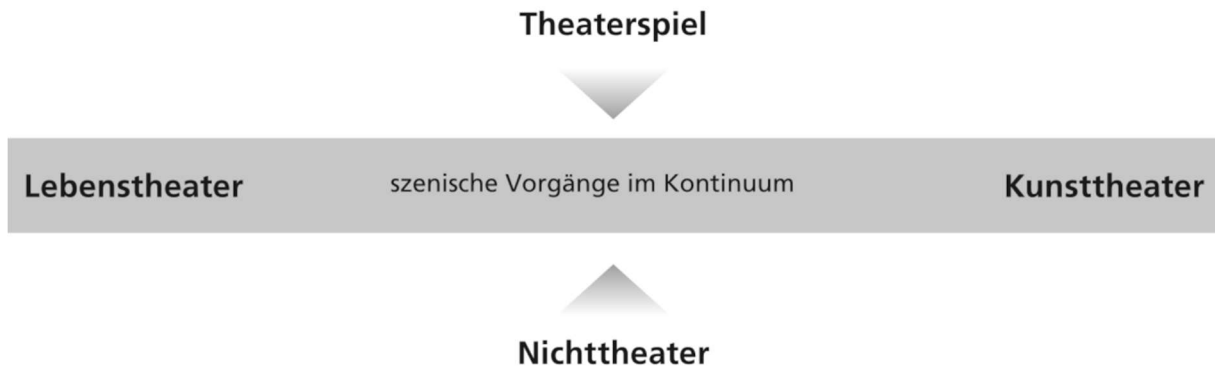 Theaterspiel
Lebenstheater szenische Vorgänge im Kontinuum Kunsttheater
Nichttheater